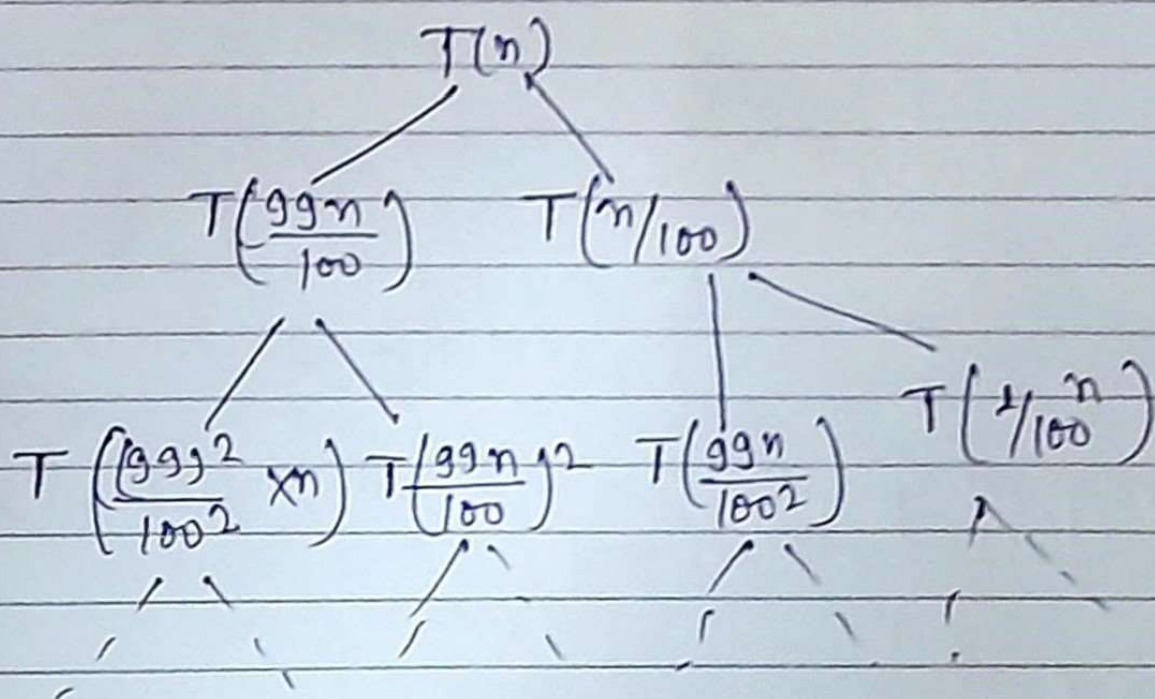 T(n)
T(99n/100) T(n/100)
T((99)²/100² ×n) T(99n/100)² T(99n/100²) T(1/100 n)